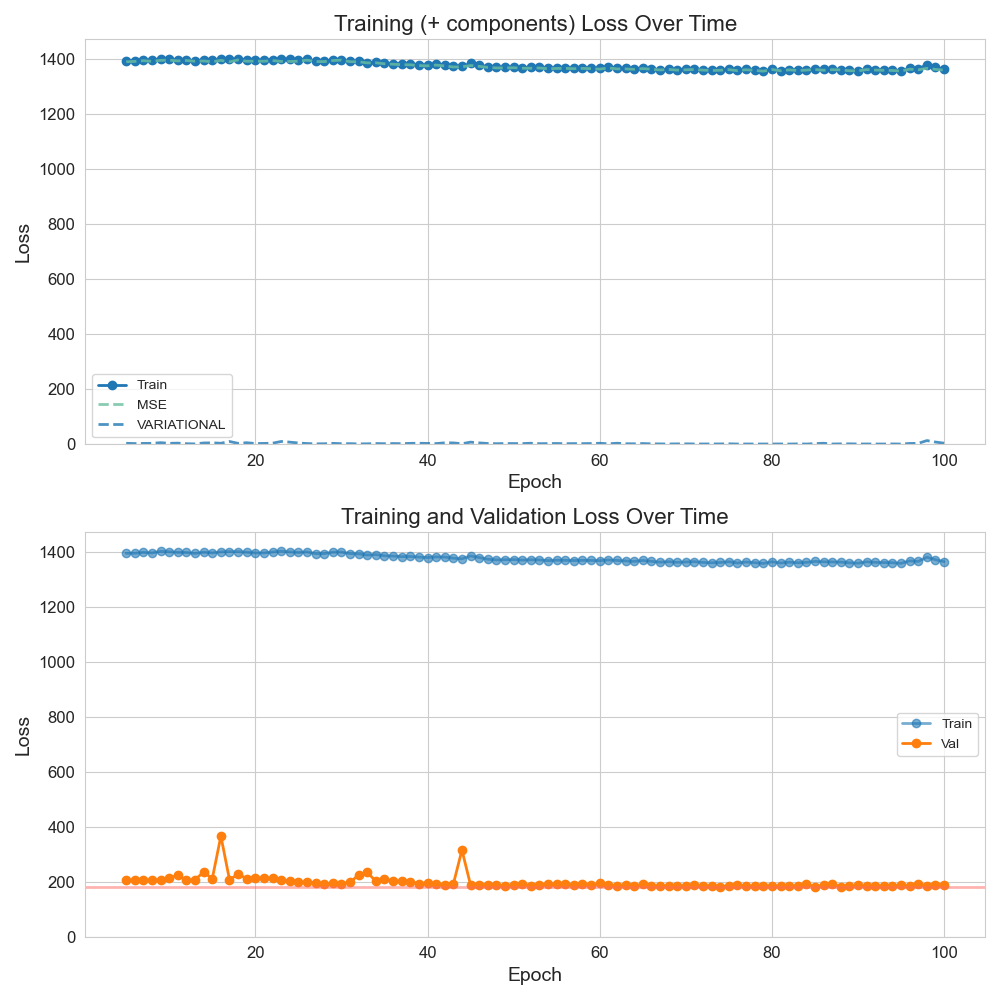 Training (+ components) Loss Over Time
1400
1200
1000
800
600
400
200
0
Loss
Train
MSE
VARIATIONAL
20 40 60 80 100
Epoch
Training and Validation Loss Over Time
1400
1200
1000
800
600
400
200
0
Loss
Train
Val
20 40 60 80 100
Epoch